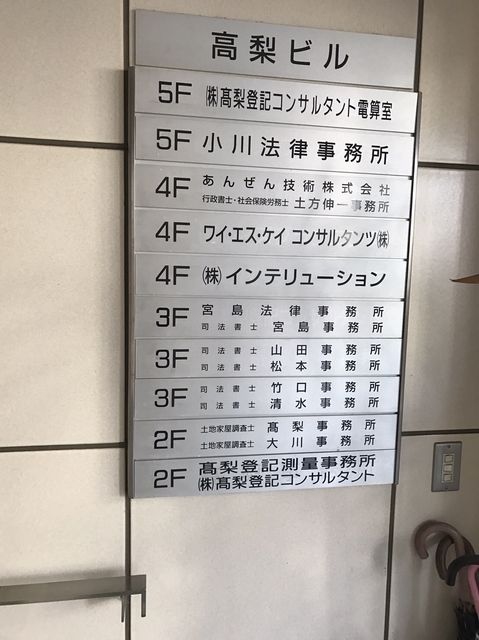 高梨ビル
5F ㈱髙梨登記コンサルタント電算室
5F 小川法律事務所
4F あんぜん技術株式会社
行政書士・社会保険労務士 土方伸一事務所
4F ワイ・エス・ケイ コンサルタンツ㈱
4F ㈱インテリューション
3F 宮島法律事務所
司法書士 宮島事務所
3F 司法書士 山田事務所
司法書士 松本事務所
3F 司法書士 竹口事務所
司法書士 清水事務所
2F 土地家屋調査士 髙梨事務所
土地家屋調査士 大川事務所
2F 髙梨登記測量事務所
㈱髙梨登記コンサルタント